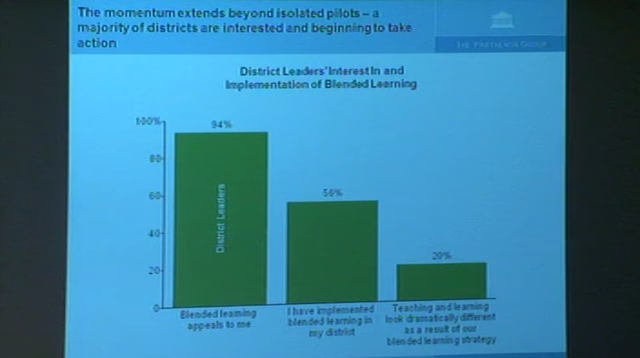 The momentum extends beyond isolated pilots – a
majority of districts are interested and beginning to take
action
THE PARTHENON GROUP
District Leaders' Interest In and
Implementation of Blended Learning
100%
80
60
40
20
0
94%
56%
20%
District Leaders
Blended learning
appeals to me
I have implemented
blended learning in
my district
Teaching and learning
look dramatically different
as a result of our
blended learning strategy